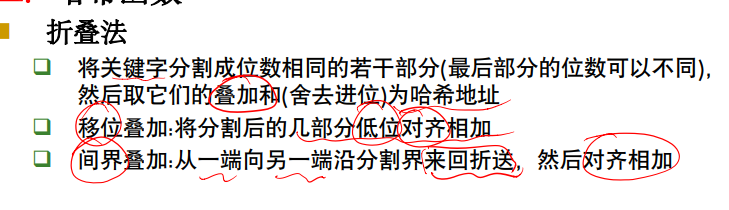 折叠法
将关键字分割成位数相同的若干部分(最后部分的位数可以不同),
然后取它们的叠加和(舍去进位)为哈希地址
移位叠加:将分割后的几部分低位对齐相加
间界叠加:从一端向另一端沿分割界来回折送，然后对齐相加